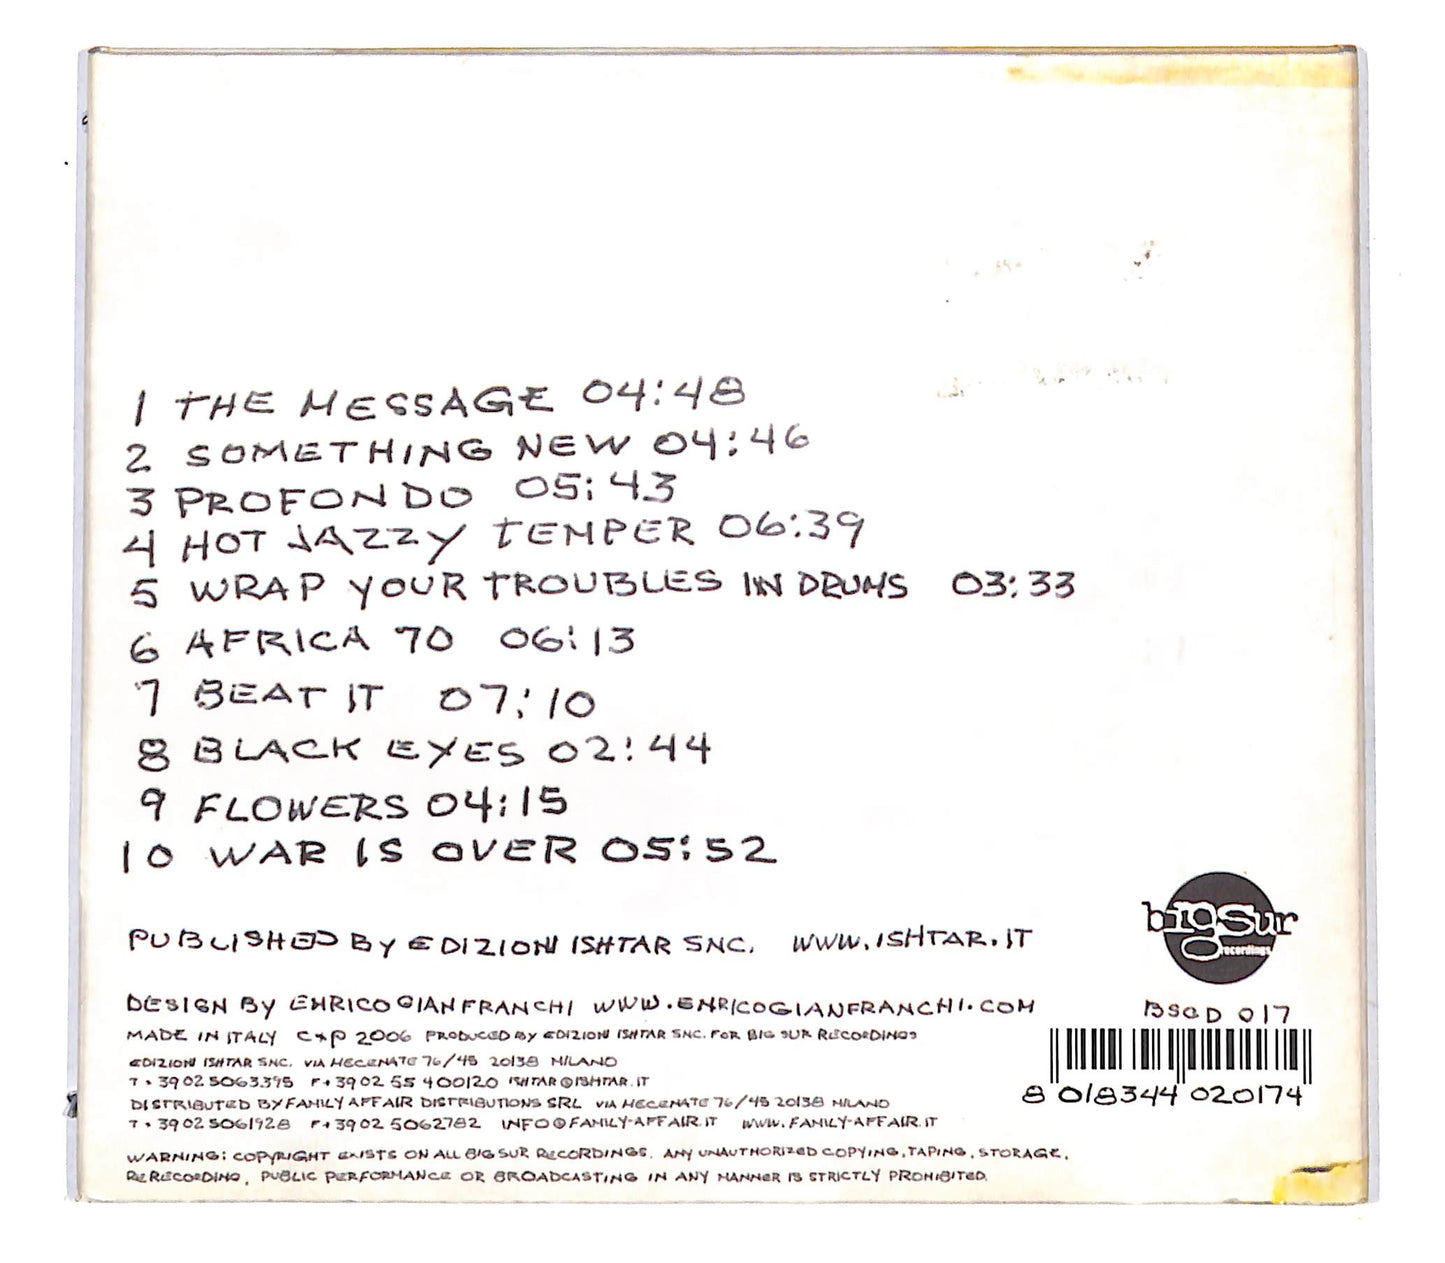 1 THE MESSAGE 04:48
2 SOMETHING NEW 04:46
3 PROFONDO 05:43
4 HOT JAZZY TEMPER 06:39
5 WRAP YOUR TROUBLES IN DRUMS 03:33
6 AFRICA 70 06:13
7 BEAT IT 07:10
8 BLACK EYES 02:44
9 FLOWERS 04:15
10 WAR IS OVER 05:52
PUBLISHED BY EDIZIONI ISHTAR SNC. WWW.ISHTAR.IT
bigsur
recordings
DESIGN BY ENRICO GIANFRANCHI WWW.ENRICOGIANFRANCHI.COM
BSCD 017
MADE IN ITALY C+P 2006 PRODUCED BY EDIZIONI ISHTAR SNC. FOR BIG SUR RECORDINGS
EDIZIONI ISHTAR SNC. VIA MECENATE 76/45 20138 MILANO
T + 39 02 5063395 F + 39 02 55 400120 ISHTAR@ISHTAR.IT
8 018344 020174
DISTRIBUTED BY FAMILY AFFAIR DISTRIBUTIONS SRL VIA MECENATE 76/45 20138 MILANO
T + 39 02 5061928 F + 39 02 5062782 INFO@FAMILY-AFFAIR.IT WWW.FAMILY-AFFAIR.IT
WARNING: COPYRIGHT EXISTS ON ALL BIG SUR RECORDINGS. ANY UNAUTHORIZED COPYING, TAPING, STORAGE,
RERECORDING, PUBLIC PERFORMANCE OR BROADCASTING IN ANY MANNER IS STRICTLY PROHIBITED.